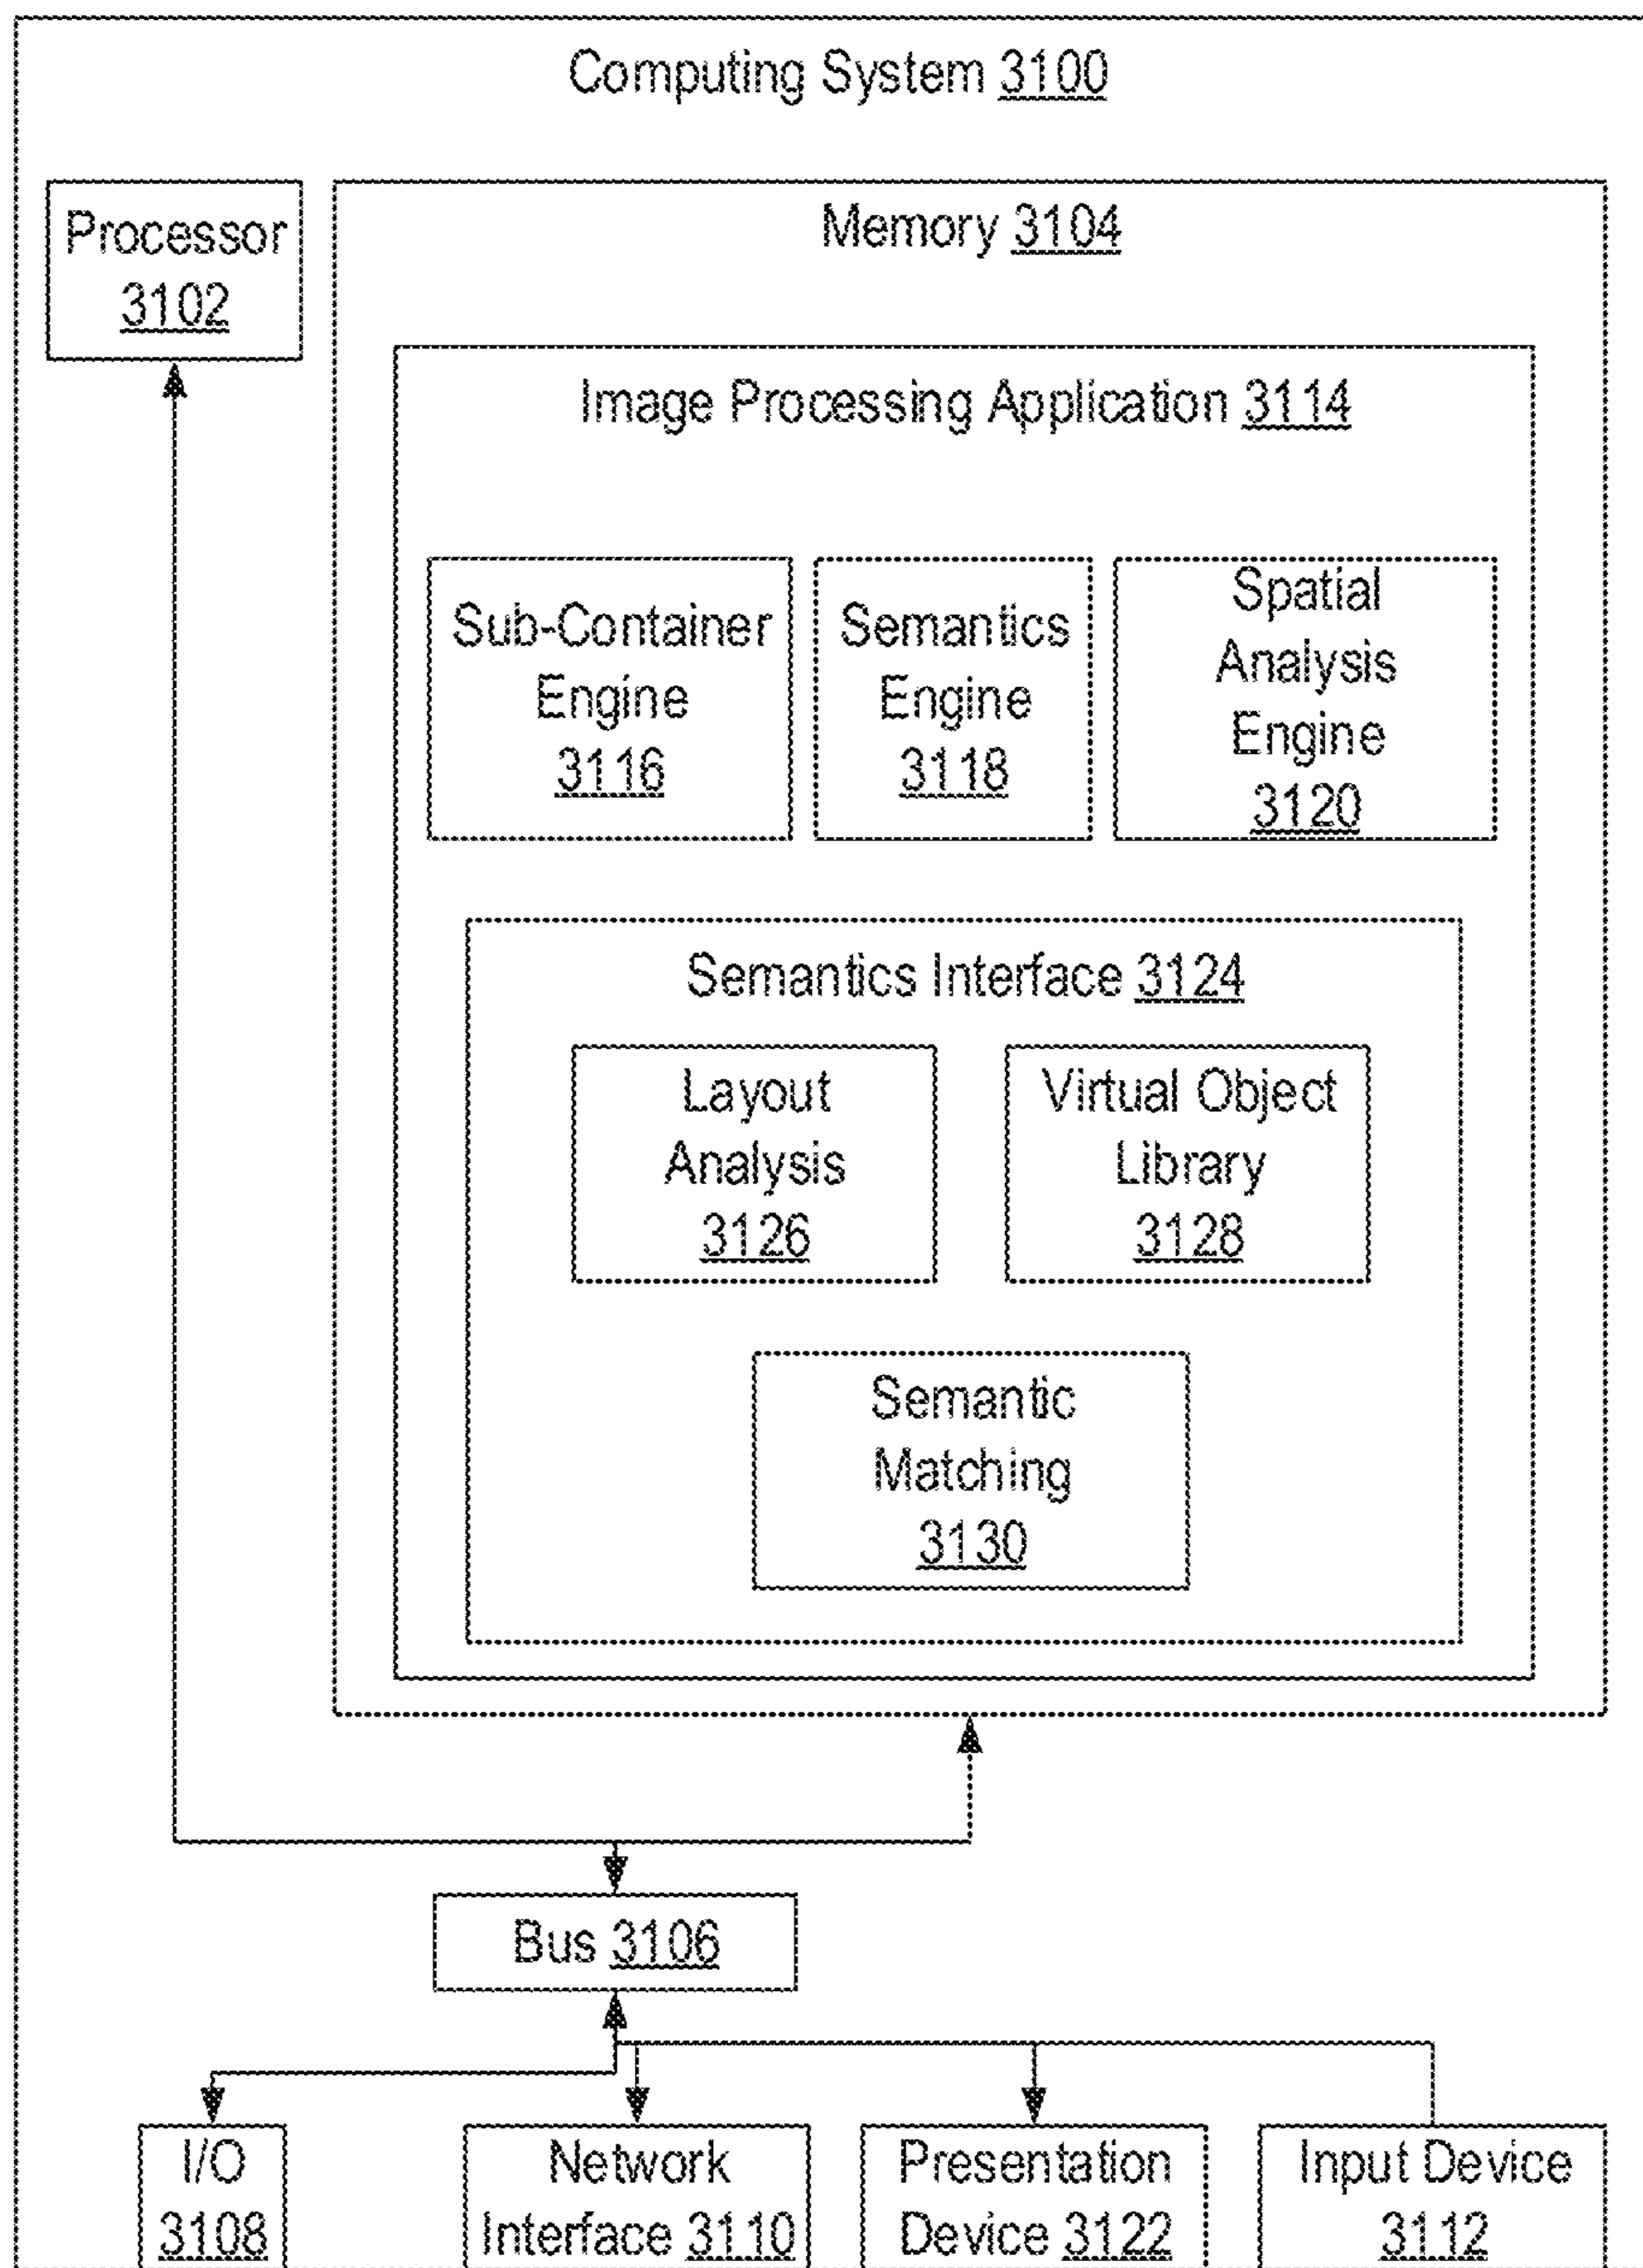 Computing System 3100
Processor
3102
Memory 3104
Image Processing Application 3114
Sub-Container
Engine
3116
Semantics
Engine
3118
Spatial
Analysis
Engine
3120
Semantics Interface 3124
Layout
Analysis
3126
Virtual Object
Library
3128
Semantic
Matching
3130
Bus 3106
I/O
3108
Network
Interface 3110
Presentation
Device 3122
Input Device
3112